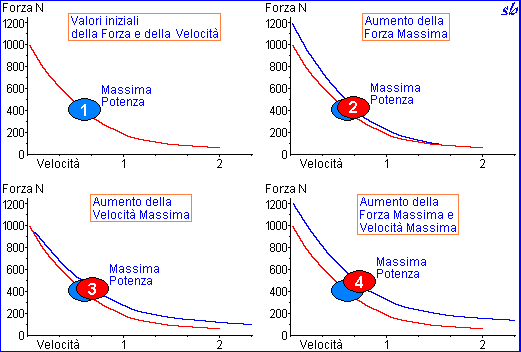 Forza N
Valori iniziali
della Forza e della Velocità
1200
1000
800
600
400
200
0
Massima
Potenza
1
Velocità
1
2
Forza N
sb
Aumento della
Forza Massima
1200
1000
800
600
400
200
0
Massima
Potenza
2
Velocità
1
2
Forza N
Aumento della
Velocità Massima
1200
1000
800
600
400
200
0
Massima
Potenza
3
Velocità
1
2
Forza N
Aumento della
Forza Massima e
Velocità Massima
1200
1000
800
600
400
200
0
Massima
Potenza
4
Velocità
1
2